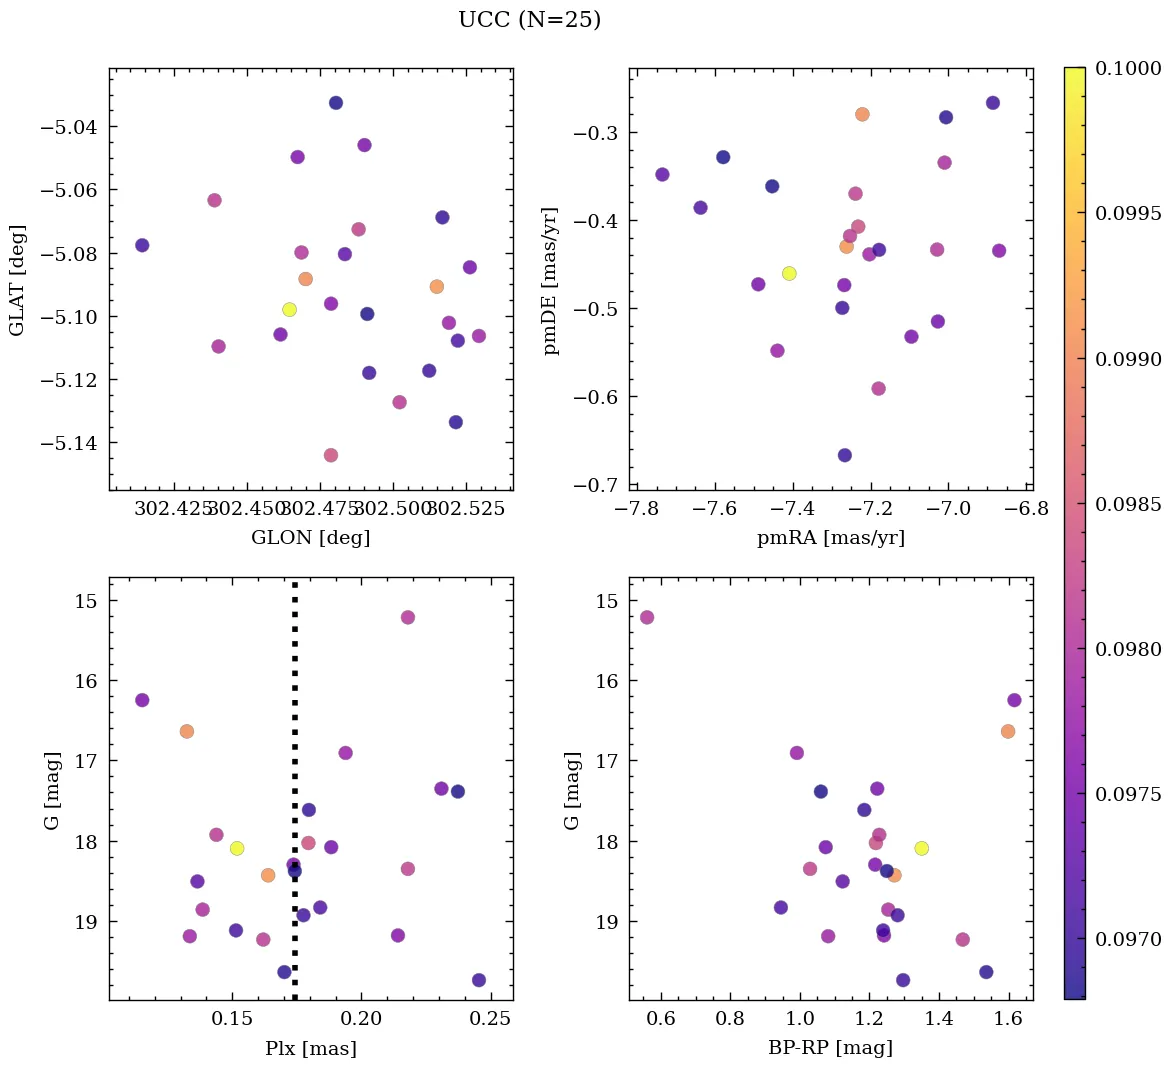 UCC (N=25)
−5.04
−5.06
−5.08
−5.10
−5.12
−5.14
GLAT [deg]
302.425 302.450 302.475 302.500 302.525
GLON [deg]
−0.3
−0.4
−0.5
−0.6
−0.7
pmDE [mas/yr]
−7.8 −7.6 −7.4 −7.2 −7.0 −6.8
pmRA [mas/yr]
15
16
17
18
19
G [mag]
0.15 0.20 0.25
Plx [mas]
15
16
17
18
19
G [mag]
0.6 0.8 1.0 1.2 1.4 1.6
BP-RP [mag]
0.1000
0.0995
0.0990
0.0985
0.0980
0.0975
0.0970